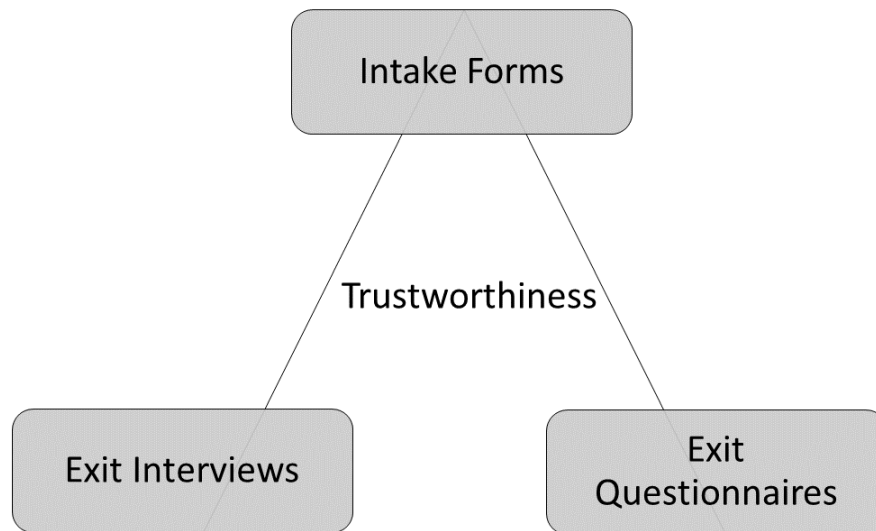 Intake Forms
Trustworthiness
Exit Interviews
Exit
Questionnaires